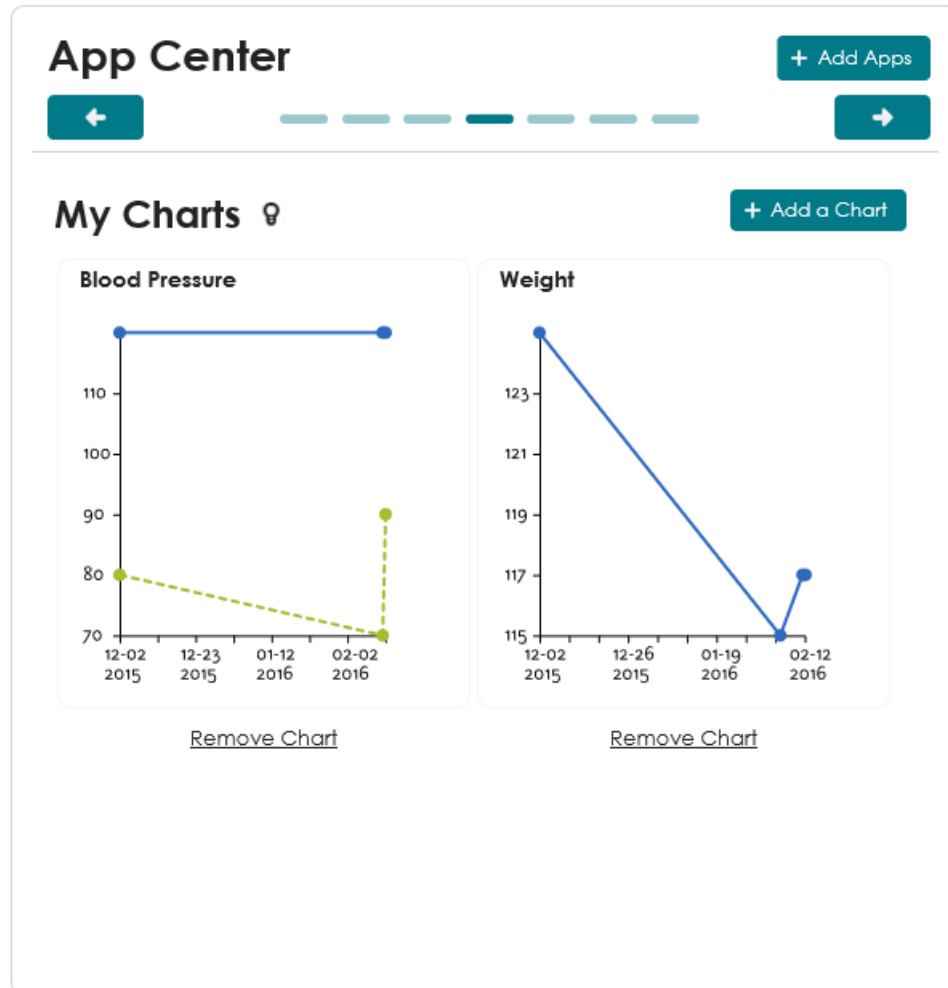 App Center
+ Add Apps
My Charts
+ Add a Chart
Blood Pressure
110
100
90
80
70
12-02 12-23 01-12 02-02
2015 2015 2016 2016
Remove Chart
Weight
123
121
119
117
115
12-02 12-26 01-19 02-12
2015 2015 2016 2016
Remove Chart